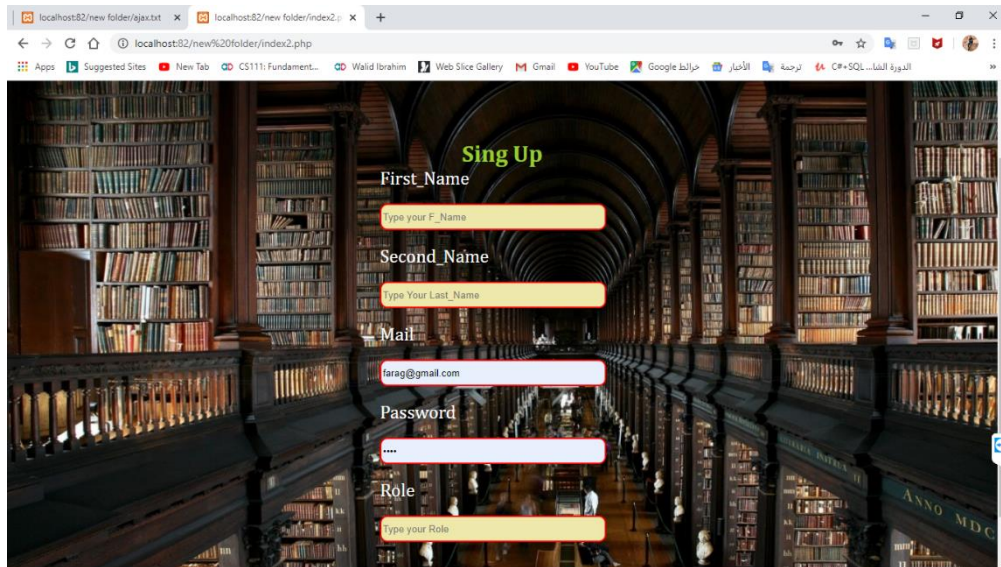 localhost:82/new folder/ajax.txt
localhost:82/new folder/index2.p
localhost:82/new%20folder/index2.php
Apps Suggested Sites New Tab CS111: Fundament... Walid Ibrahim Web Slice Gallery Gmail YouTube خرائط Google الأخبار ترجمة الدورة الشا... C#+SQL
Sing Up
First_Name
Type your F_Name
Second_Name
Type Your Last_Name
Mail
farag@gmail.com
Password
••••
Role
Type your Role
ANNO MDC